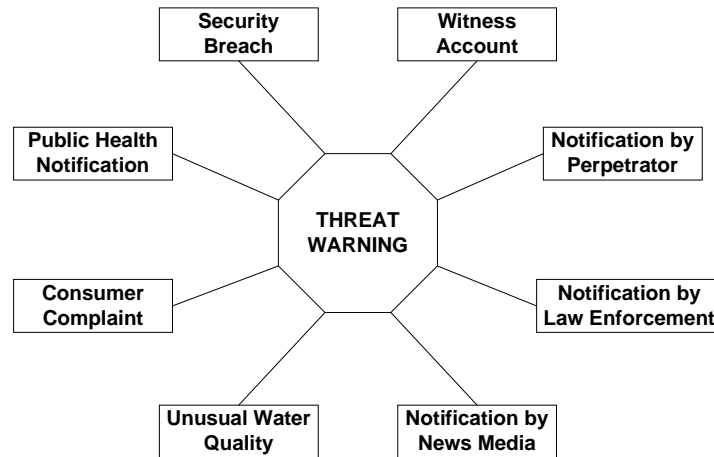 Security
Breach
Witness
Account
Public Health
Notification
Notification by
Perpetrator
THREAT
WARNING
Consumer
Complaint
Notification by
Law Enforcement
Unusual Water
Quality
Notification by
News Media